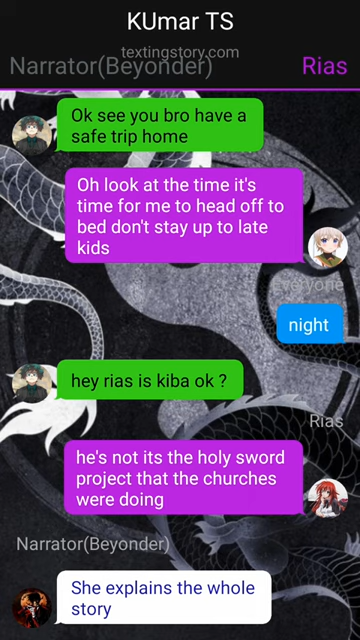 KUmar TS
textingstory.com
Narrator(Beyonder)
Rias
Ok see you bro have a
safe trip home
Oh look at the time it's
time for me to head off to
bed don't stay up to late
kids
Everyone
night
hey rias is kiba ok ?
Rias
he's not its the holy sword
project that the churches
were doing
Narrator(Beyonder)
She explains the whole
story